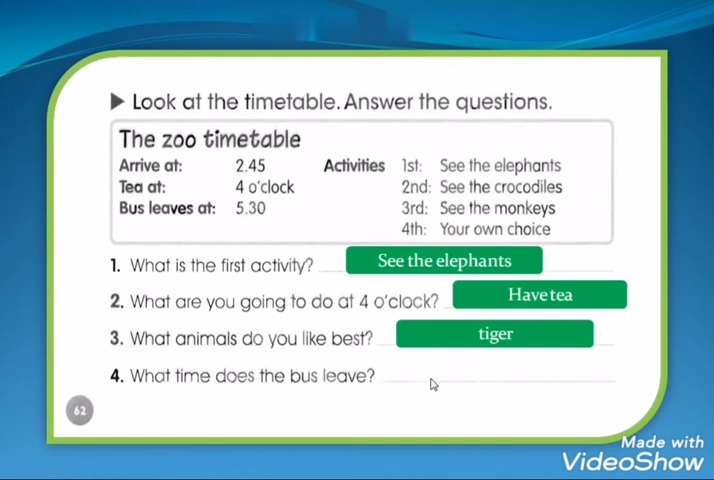 ▶ Look at the timetable. Answer the questions.
The zoo timetable
Arrive at: 2.45 Activities 1st: See the elephants
Tea at: 4 o'clock 2nd: See the crocodiles
Bus leaves at: 5.30 3rd: See the monkeys
4th: Your own choice
1. What is the first activity? See the elephants
2. What are you going to do at 4 o'clock? Have tea
3. What animals do you like best? tiger
4. What time does the bus leave?
62
Made with
VideoShow